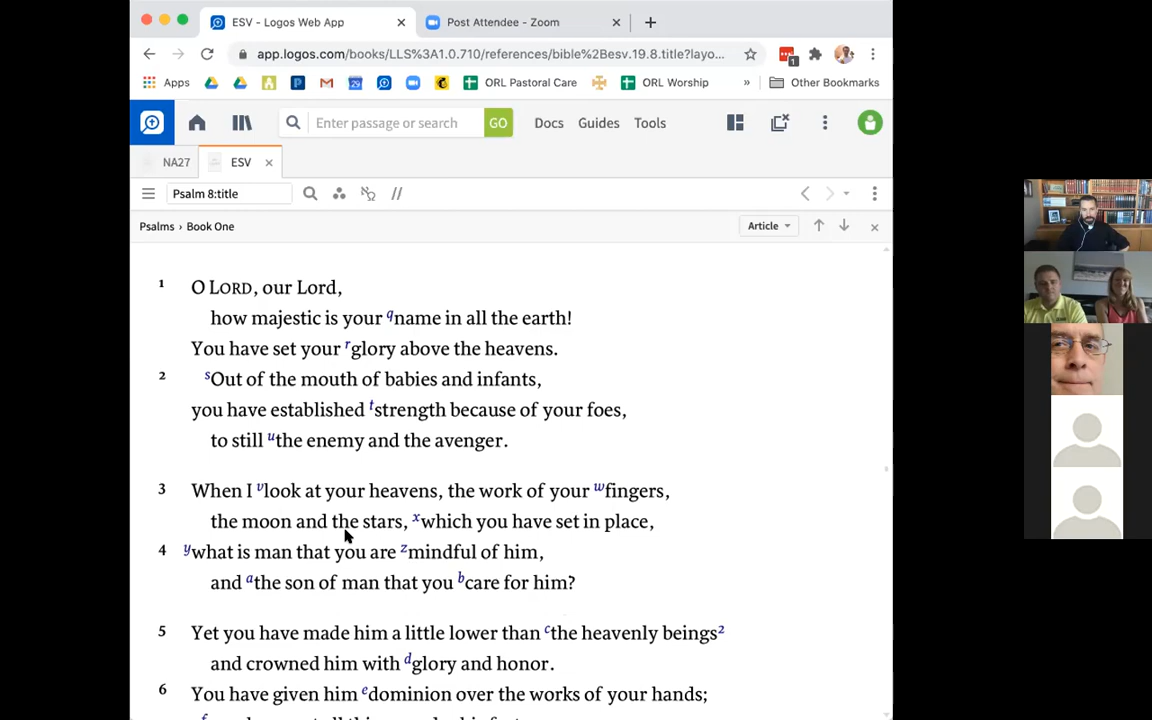 ESV - Logos Web App
Post Attendee - Zoom
app.logos.com/books/LLS%3A1.0.710/references/bible%2Besv.19.8.title?layo...
1
Apps
29
ORL Pastoral Care
ORL Worship
»
Other Bookmarks
Enter passage or search
GO
Docs
Guides
Tools
NA27
ESV
Psalm 8:title
Psalms › Book One
Article
1 O LORD, our Lord,
how majestic is your qname in all the earth!
You have set your rglory above the heavens.
2 sOut of the mouth of babies and infants,
you have established tstrength because of your foes,
to still uthe enemy and the avenger.
3 When I vlook at your heavens, the work of your wfingers,
the moon and the stars, xwhich you have set in place,
4 ywhat is man that you are zmindful of him,
and athe son of man that you bcare for him?
5 Yet you have made him a little lower than cthe heavenly beings2
and crowned him with dglory and honor.
6 You have given him edominion over the works of your hands;